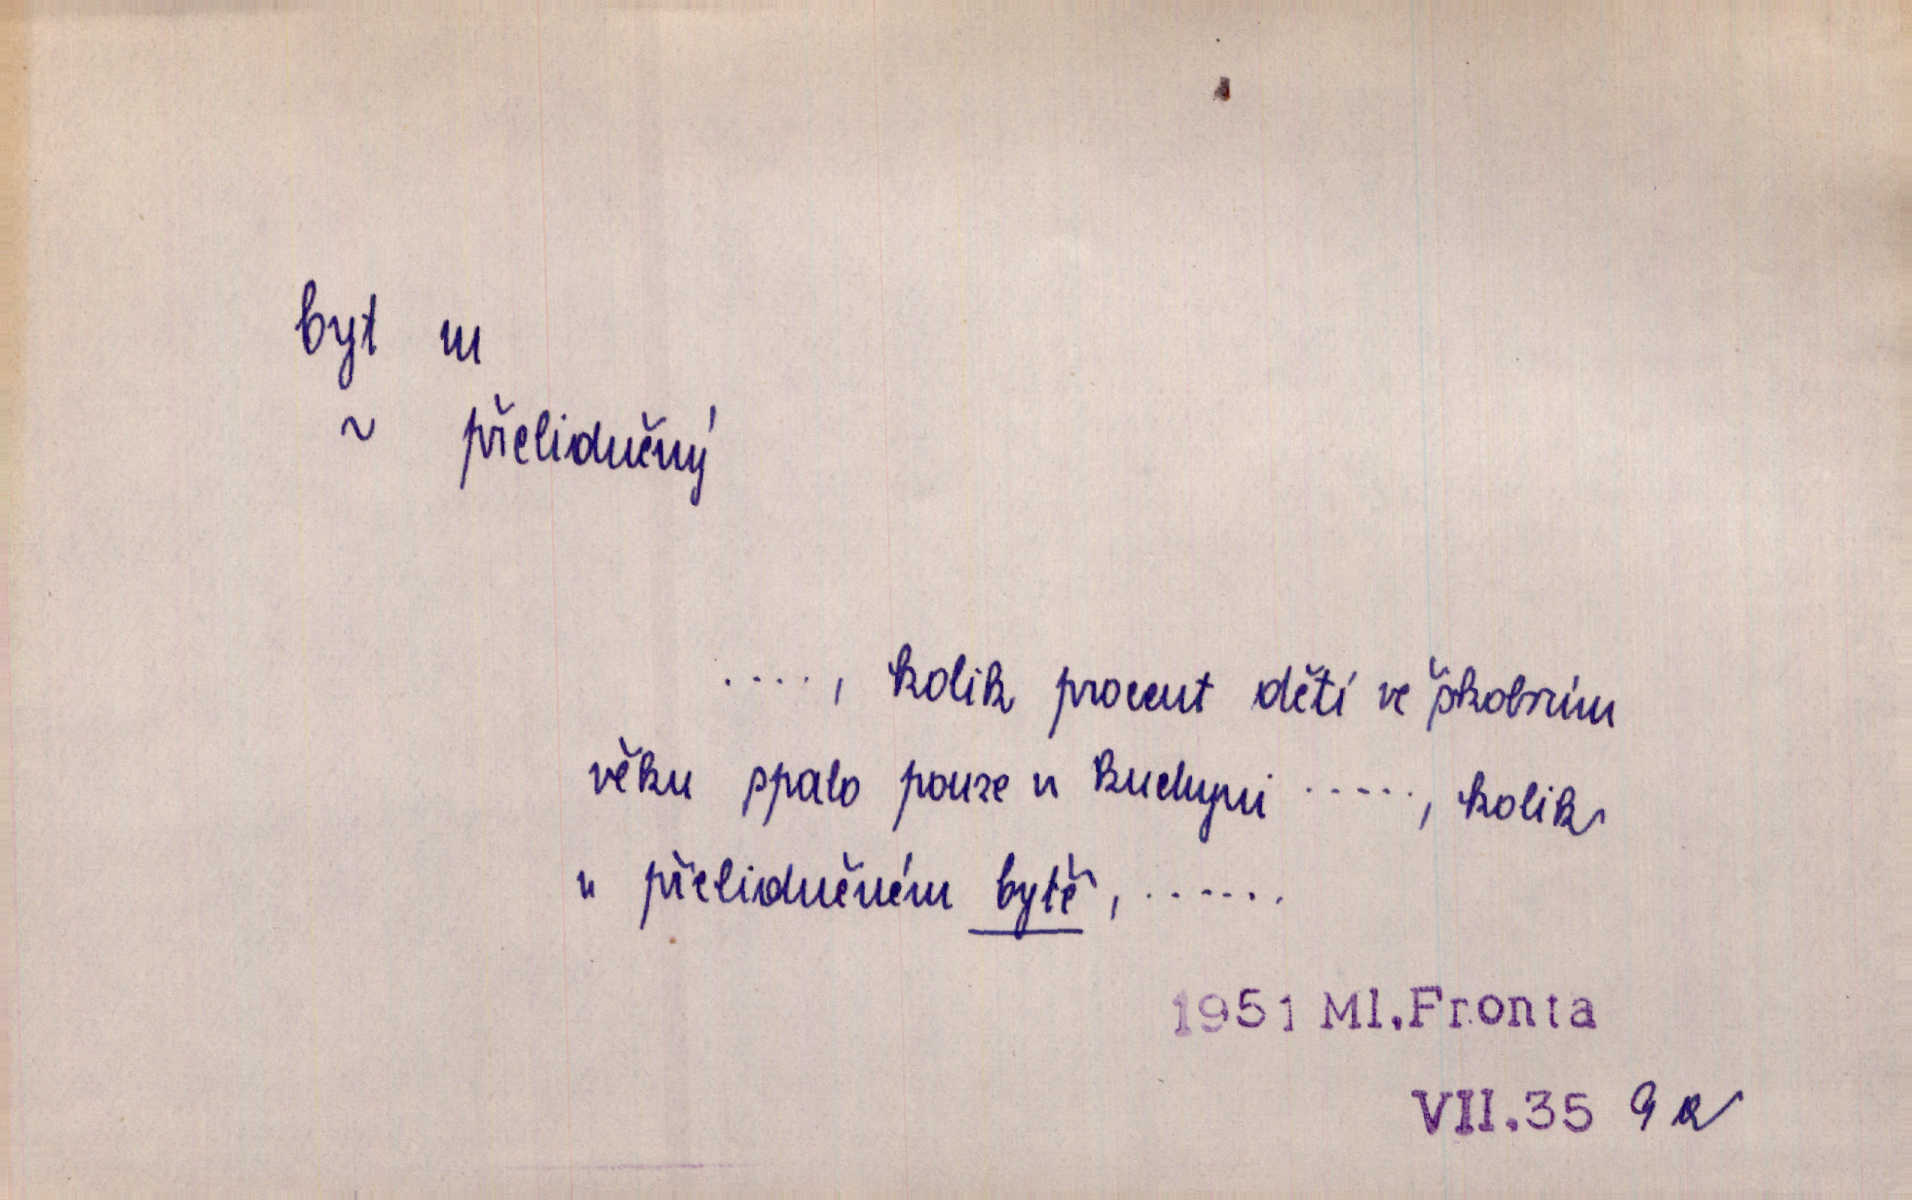 byt m
~ přelidněný
....., kolik procent dětí ve školním
věku spalo pouze v kuchyni ....., kolik
v přelidněném bytě, ......
1951 Ml.Fronta
VII.35 9a